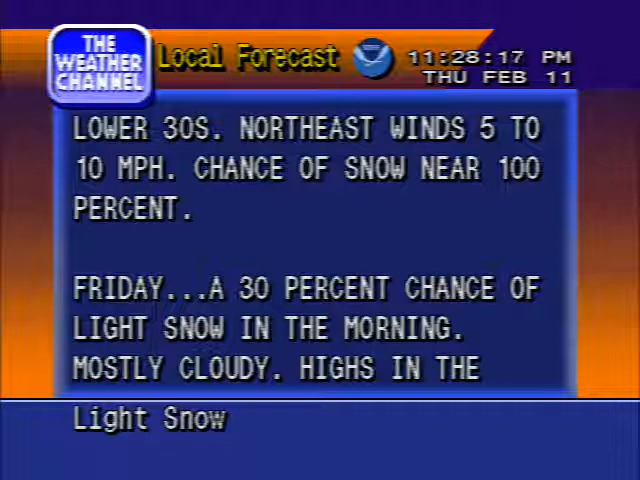 THE
WEATHER
CHANNEL
Local Forecast
11:28:17 PM
THU FEB 11
LOWER 30S. NORTHEAST WINDS 5 TO
10 MPH. CHANCE OF SNOW NEAR 100
PERCENT.
FRIDAY...A 30 PERCENT CHANCE OF
LIGHT SNOW IN THE MORNING.
MOSTLY CLOUDY. HIGHS IN THE
Light Snow